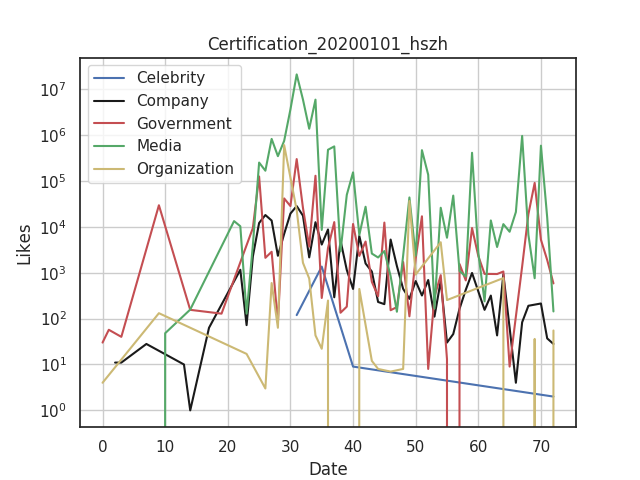 Certification_20200101_hszh
Celebrity
Company
Government
Media
Organization
10⁷
10⁶
10⁵
10⁴
10³
10²
10¹
10⁰
Likes
0 10 20 30 40 50 60 70
Date